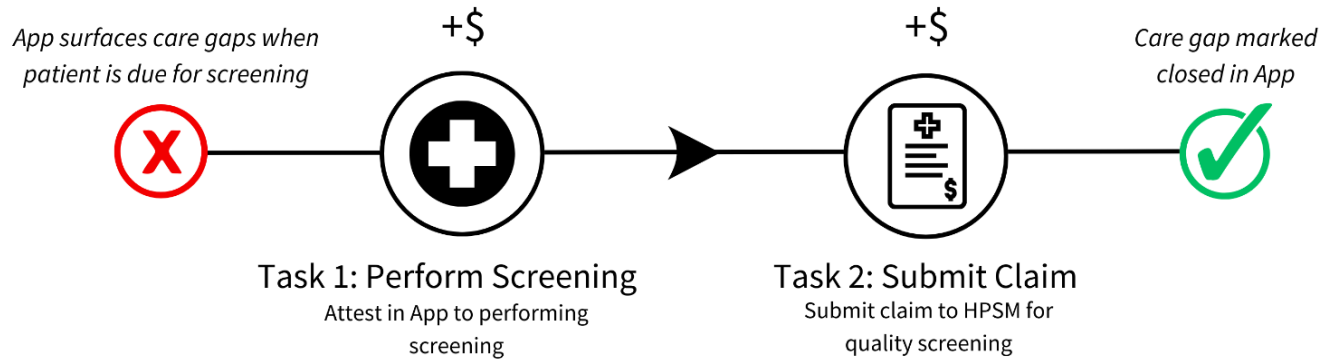 App surfaces care gaps when
patient is due for screening
X
+$
Task 1: Perform Screening
Attest in App to performing
screening
+$
$
Task 2: Submit Claim
Submit claim to HPSM for
quality screening
Care gap marked
closed in App